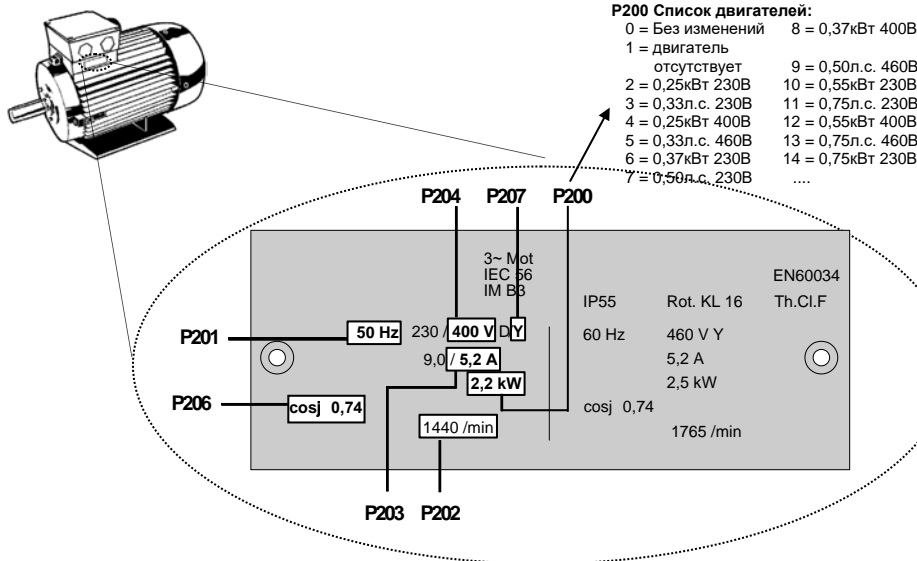 P200 Список двигателей:
0 = Без изменений 8 = 0,37кВт 400В
1 = двигатель
отсутствует 9 = 0,50л.с. 460В
2 = 0,25кВт 230В 10 = 0,55кВт 230В
3 = 0,33л.с. 230В 11 = 0,75л.с. 230В
4 = 0,25кВт 400В 12 = 0,55кВт 400В
5 = 0,33л.с. 460В 13 = 0,75л.с. 460В
6 = 0,37кВт 230В 14 = 0,75кВт 230В
7 = 0,50л.с. 230В ....
P204 P207 P200
3~ Mot
IEC 56 EN60034
IM B3 IP55 Rot. KL 16 Th.Cl.F
P201 50 Hz 230 / 400 V D Y 60 Hz 460 V Y
9,0 / 5,2 A 5,2 A
2,2 kW 2,5 kW
P206 cosj 0,74 cosj 0,74
1440 /min 1765 /min
P203 P202